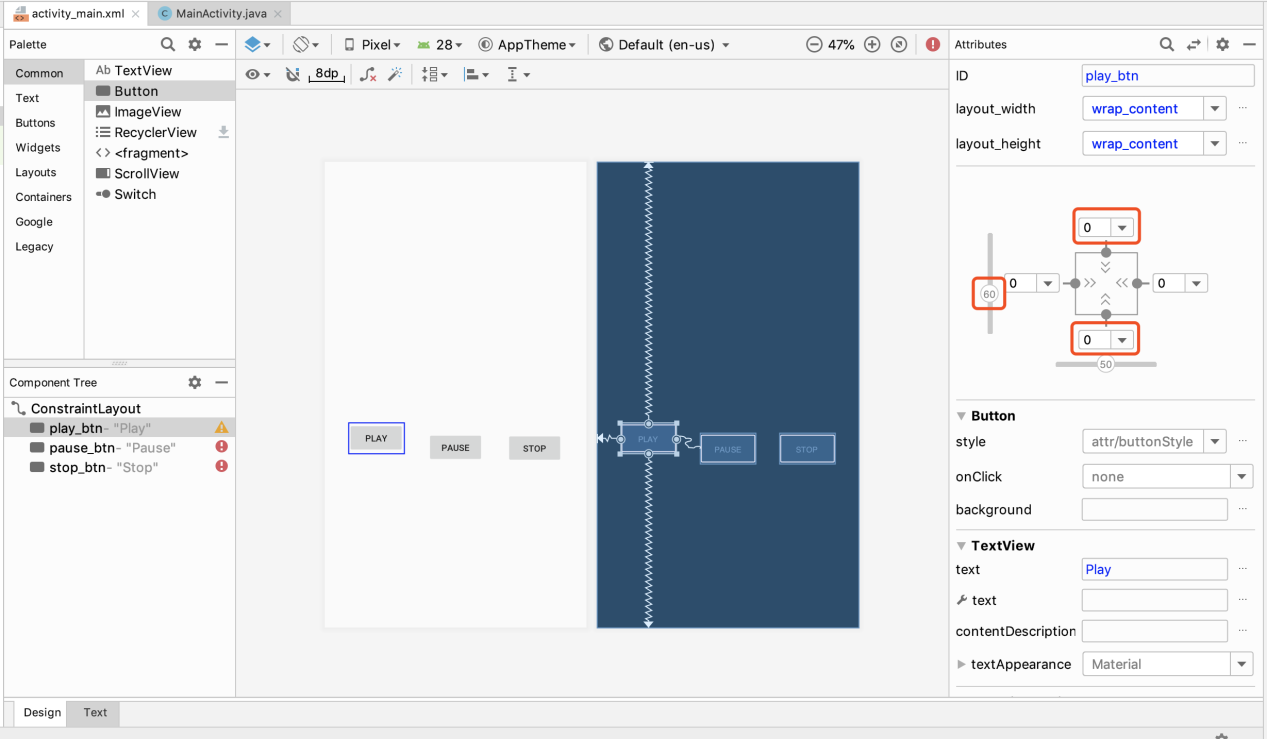 activity_main.xml
MainActivity.java
Palette
Pixel
28
AppTheme
Default (en-us)
47%
Attributes
8dp
Common
Text
Buttons
Widgets
Layouts
Containers
Google
Legacy
Ab TextView
Button
ImageView
RecyclerView
<fragment>
ScrollView
Switch
Component Tree
ConstraintLayout
play_btn- "Play"
pause_btn- "Pause"
stop_btn- "Stop"
PLAY
PAUSE
STOP
PLAY
PAUSE
STOP
ID
play_btn
layout_width
wrap_content
layout_height
wrap_content
0
60
0
0
0
50
Button
style
attr/buttonStyle
onClick
none
background
TextView
text
Play
text
contentDescription
textAppearance
Material
Design
Text